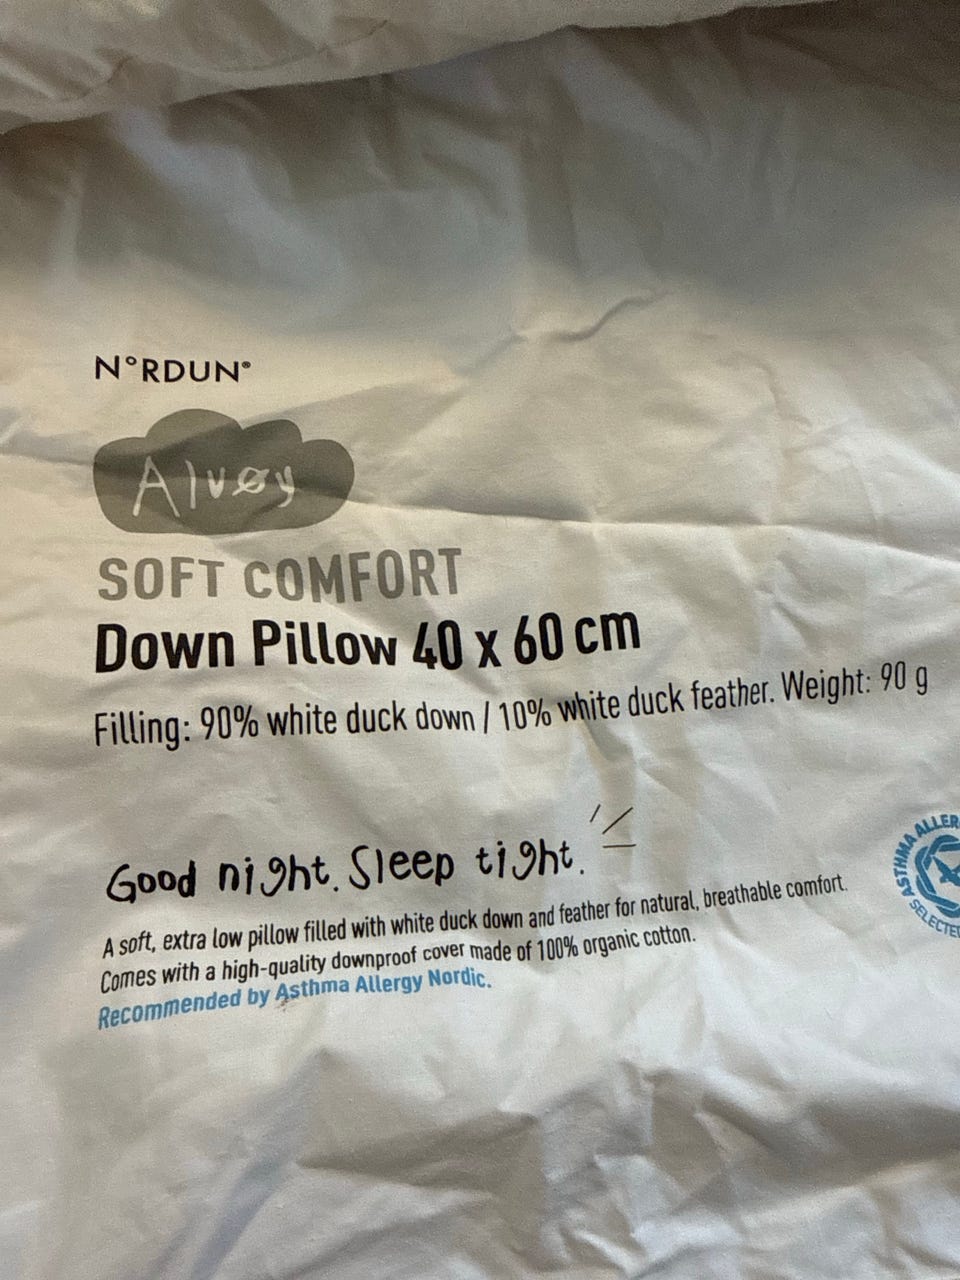 N°RDUN®
Alvøy
SOFT COMFORT
Down Pillow 40 x 60 cm
Filling: 90% white duck down / 10% white duck feather. Weight: 90 g
Good night. Sleep tight.
A soft, extra low pillow filled with white duck down and feather for natural, breathable comfort.
Comes with a high-quality downproof cover made of 100% organic cotton.
Recommended by Asthma Allergy Nordic.
ASTHMA